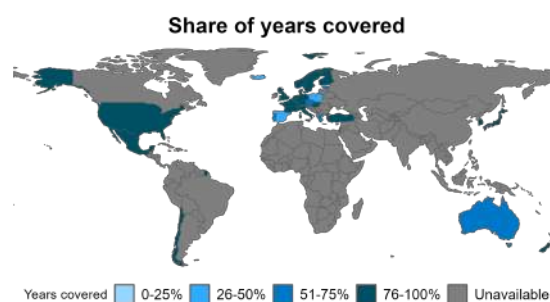 Share of years covered
Years covered 0-25% 26-50% 51-75% 76-100% Unavailable